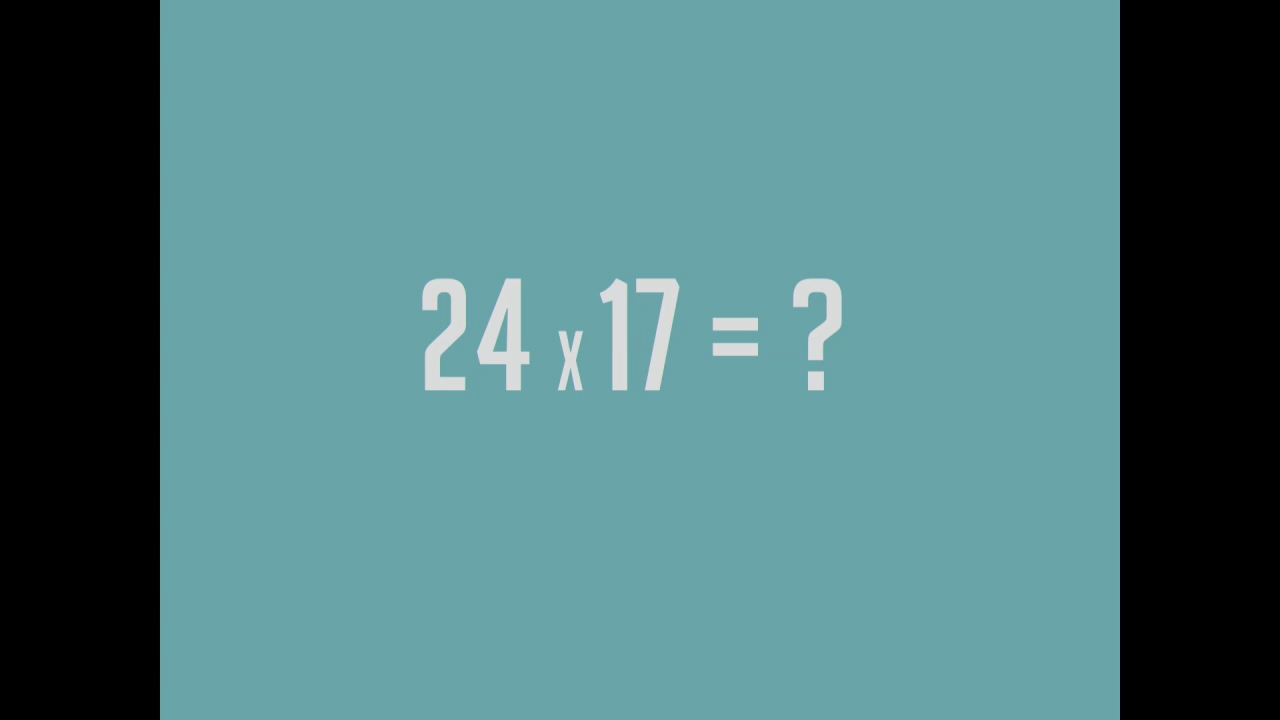 24 x 17 = ?